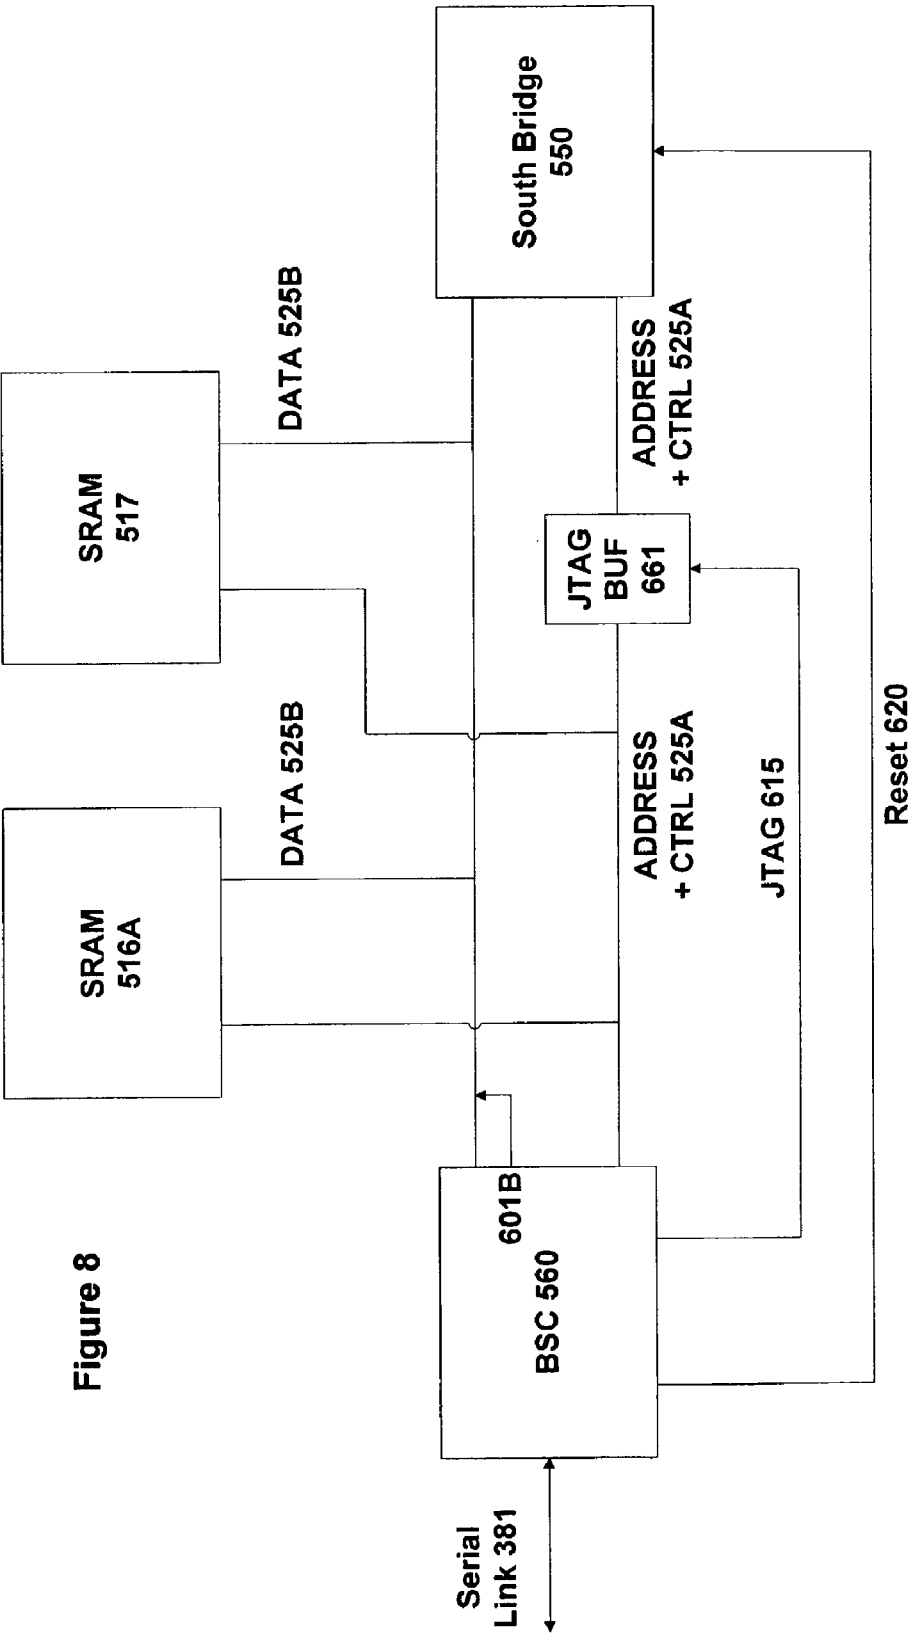 Figure 8
SRAM
516A
SRAM
517
DATA 525B
DATA 525B
Serial
Link 381
601B
BSC 560
JTAG
BUF
661
South Bridge
550
ADDRESS
+ CTRL 525A
ADDRESS
+ CTRL 525A
JTAG 615
Reset 620